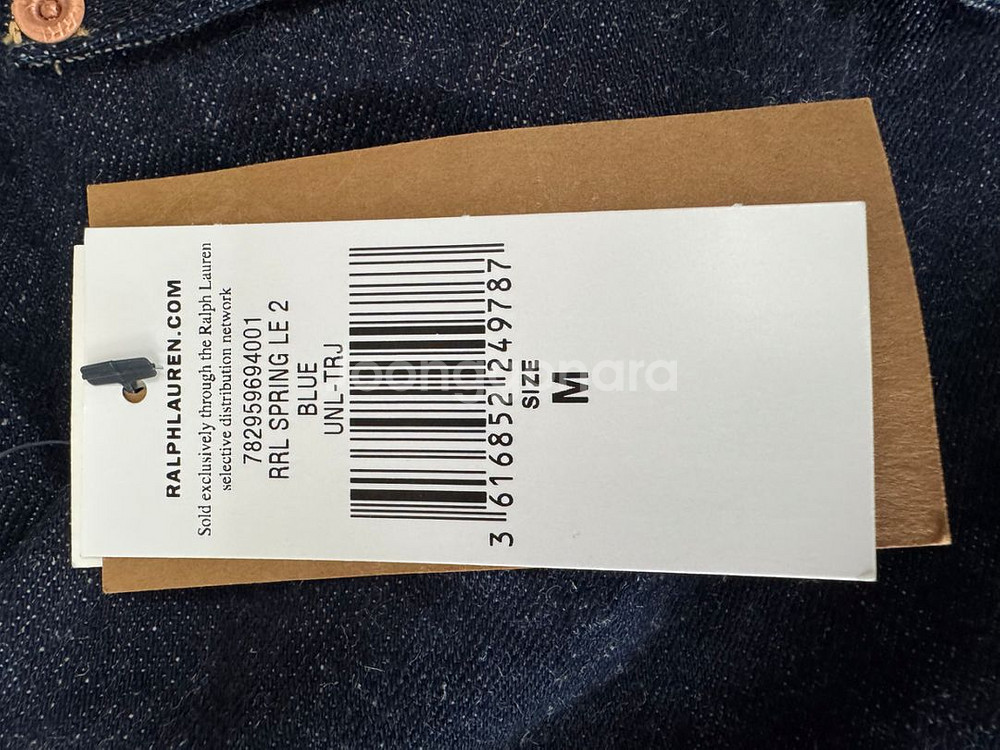 RALPHLAUREN.COM
Sold exclusively through the Ralph Lauren
selective distribution network
782959694001
RRL SPRING LE 2
BLUE
UNL-TRJ
3 616852 249787
SIZE
M
joonggonara